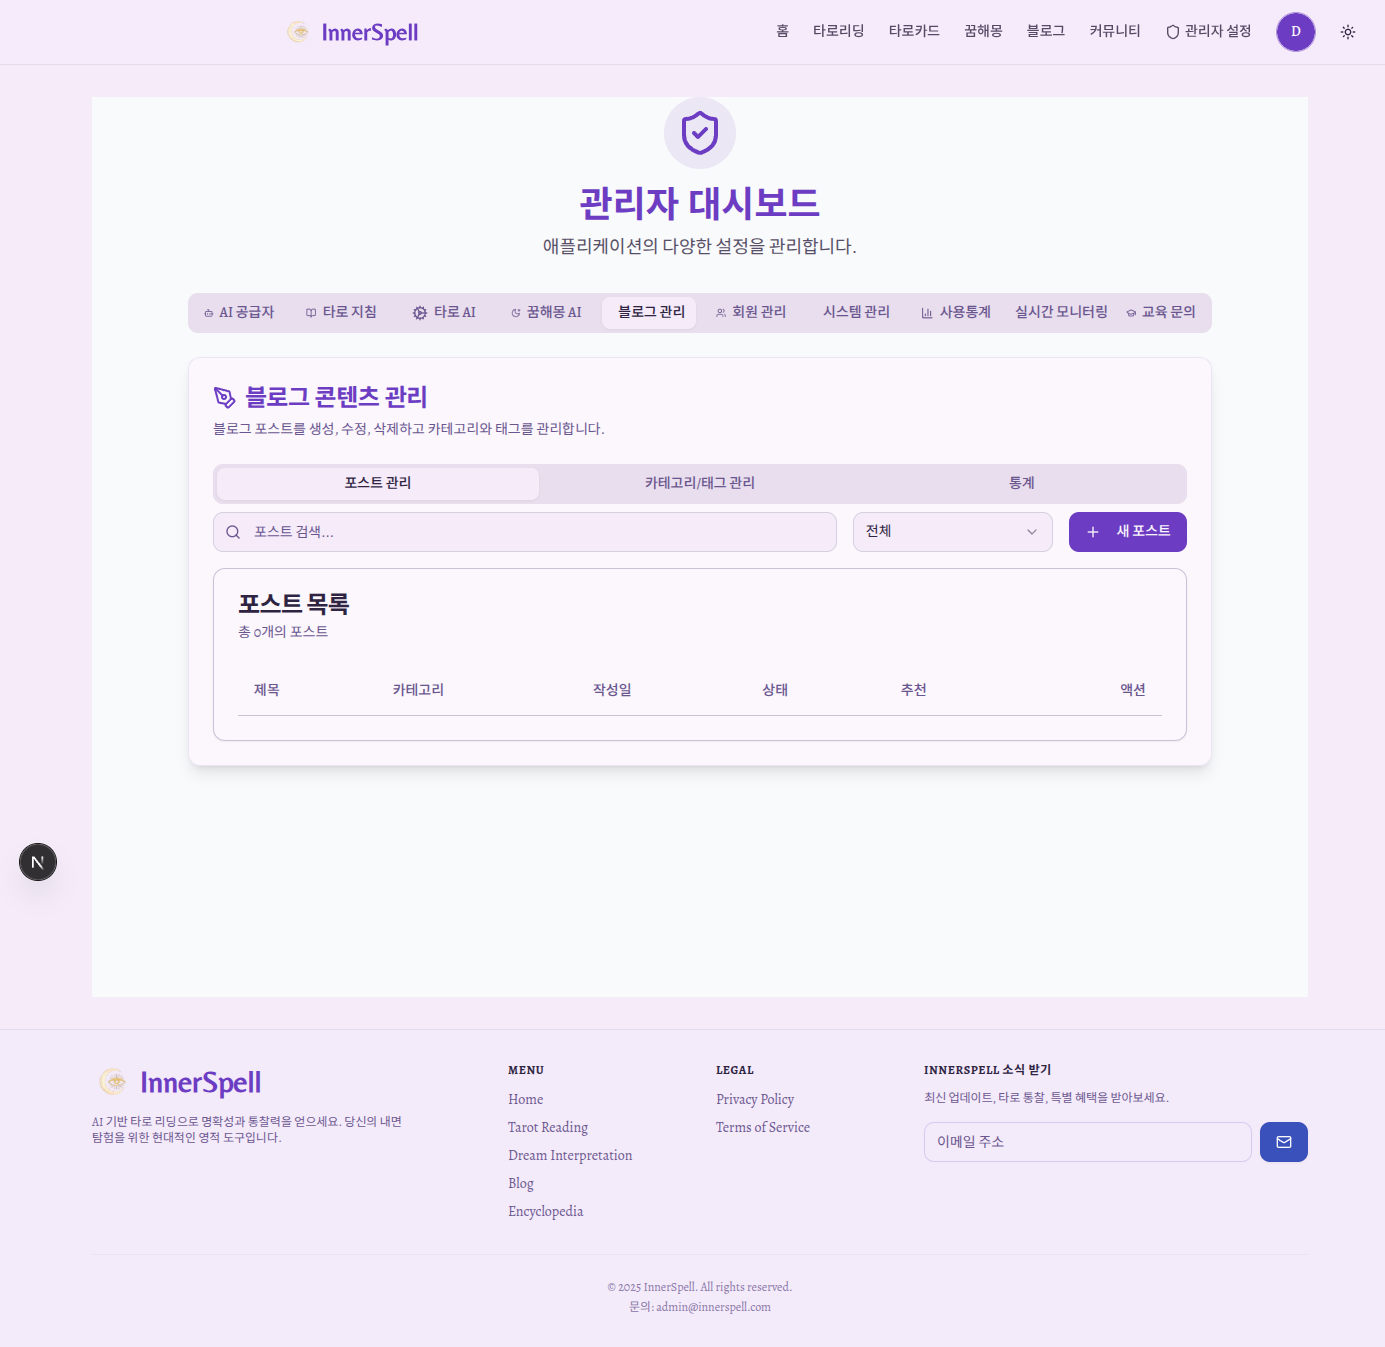 InnerSpell
홈 타로리딩 타로카드 꿈해몽 블로그 커뮤니티 관리자 설정 D
관리자 대시보드
애플리케이션의 다양한 설정을 관리합니다.
AI 공급자 타로 지침 타로 AI 꿈해몽 AI 블로그 관리 회원 관리 시스템 관리 사용통계 실시간 모니터링 교육 문의
블로그 콘텐츠 관리
블로그 포스트를 생성, 수정, 삭제하고 카테고리와 태그를 관리합니다.
포스트 관리 카테고리/태그 관리 통계
포스트 검색... 전체 새 포스트
포스트 목록
총 0개의 포스트
제목 카테고리 작성일 상태 추천 액션
N
InnerSpell
AI 기반 타로 리딩으로 명확성과 통찰력을 얻으세요. 당신의 내면
탐험을 위한 현대적인 영적 도구입니다.
MENU
Home
Tarot Reading
Dream Interpretation
Blog
Encyclopedia
LEGAL
Privacy Policy
Terms of Service
INNERSPELL 소식 받기
최신 업데이트, 타로 통찰, 특별 혜택을 받아보세요.
이메일 주소
© 2025 InnerSpell. All rights reserved.
문의: admin@innerspell.com